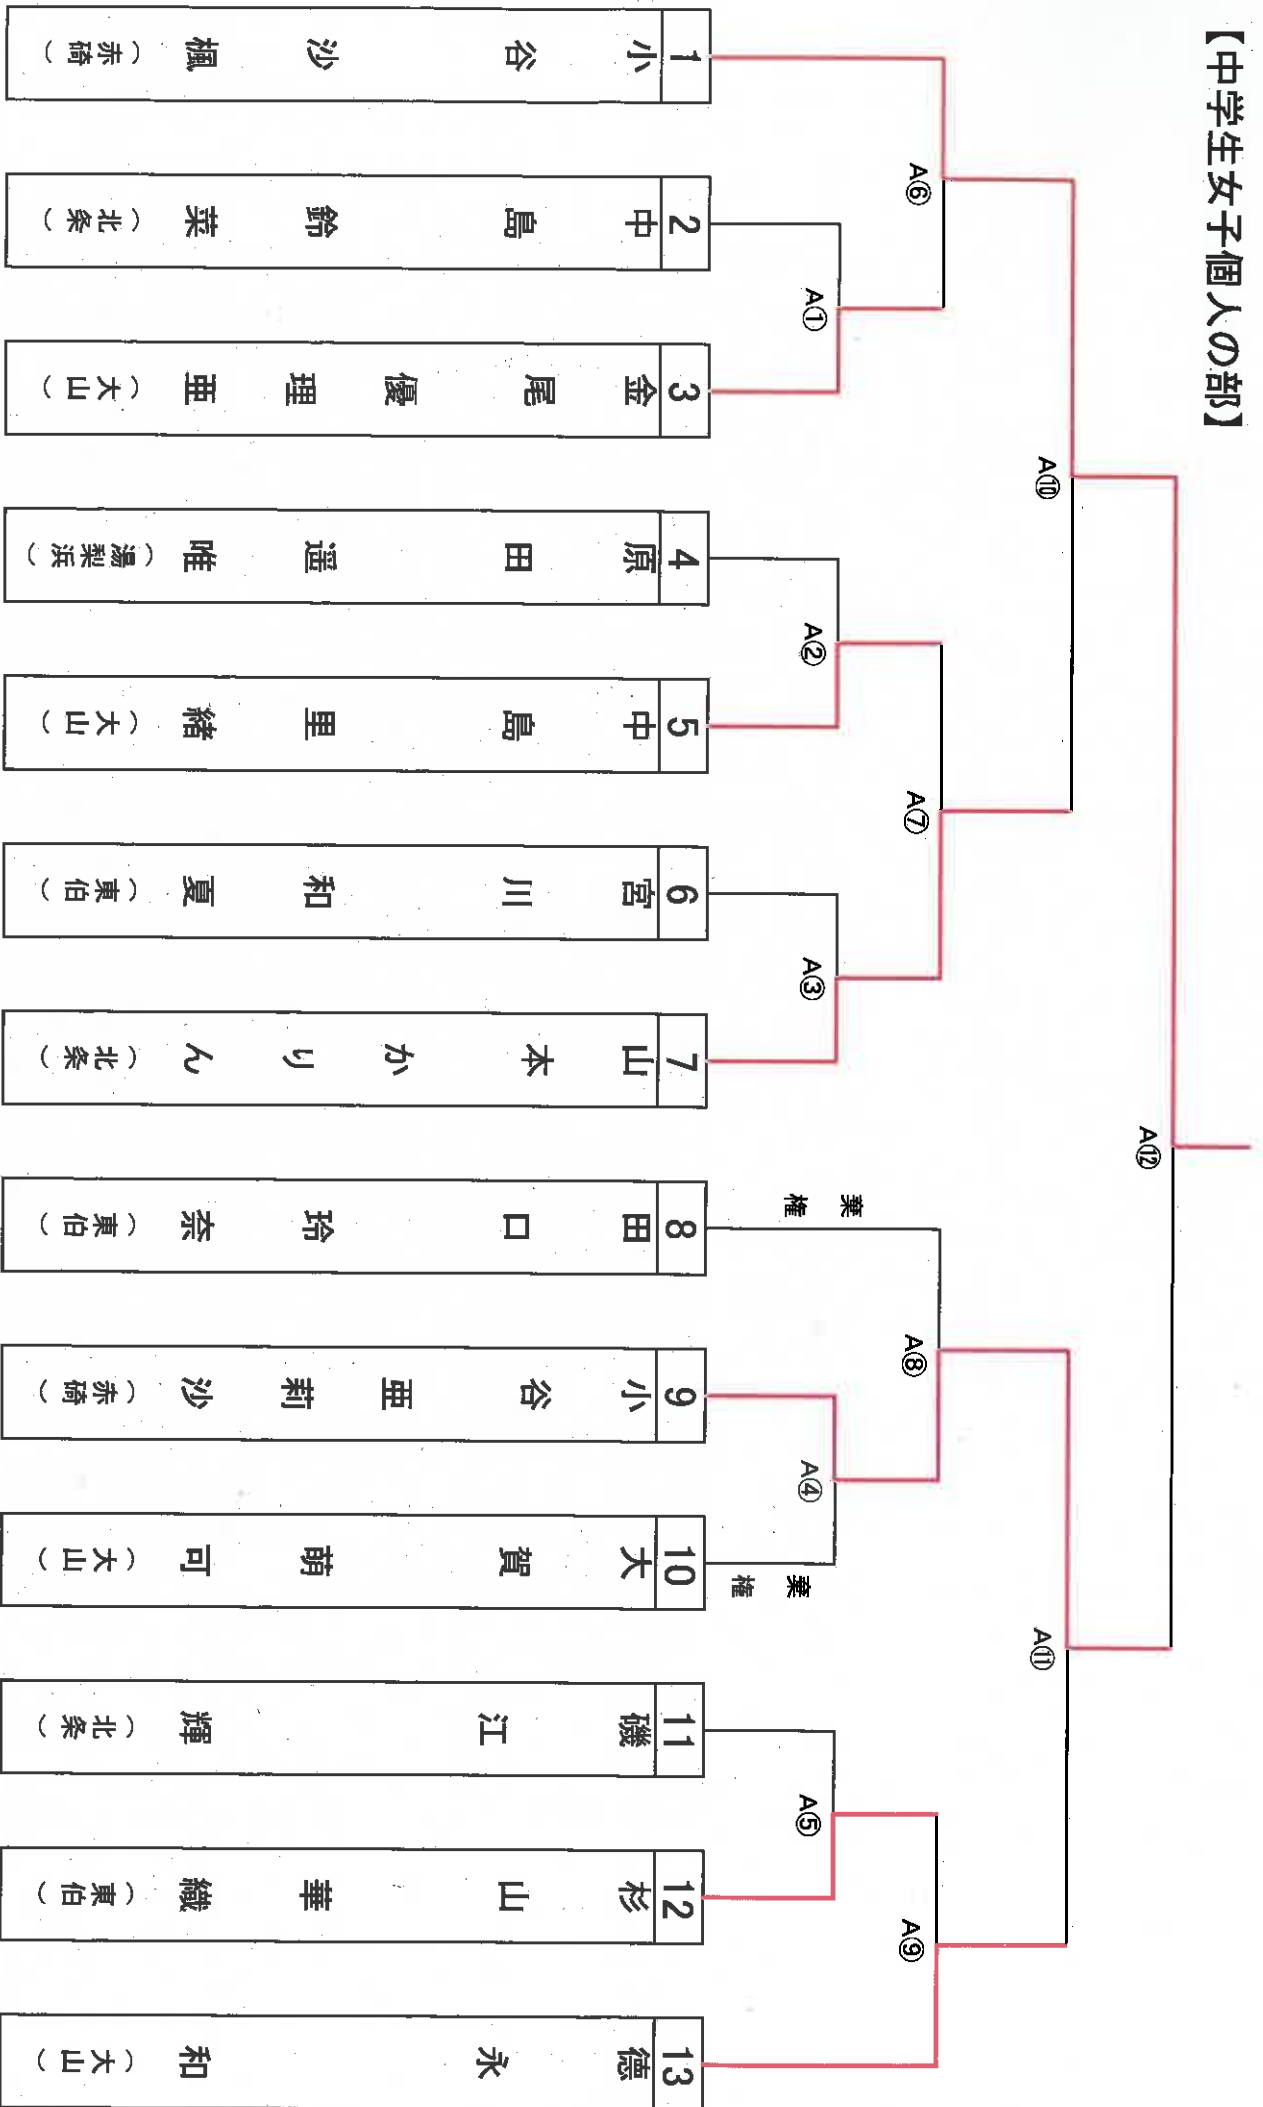 【中学生女子個人の部】
A⑫
A⑩
A⑪
A⑥
A⑦
A⑧
A⑨
A①
A②
A③
A④
A⑤
棄権
棄権
1 小谷沙楓（赤碕）
2 中島鈴菜（北条）
3 金尾優理亜（大山）
4 原田遥唯（湯梨浜）
5 中島里緒（大山）
6 宮川和夏（東伯）
7 山本かりん（北条）
8 田口玲奈（東伯）
9 小谷亜莉沙（赤碕）
10 大賀萌可（大山）
11 磯江輝（北条）
12 杉山華織（東伯）
13 徳永和（大山）